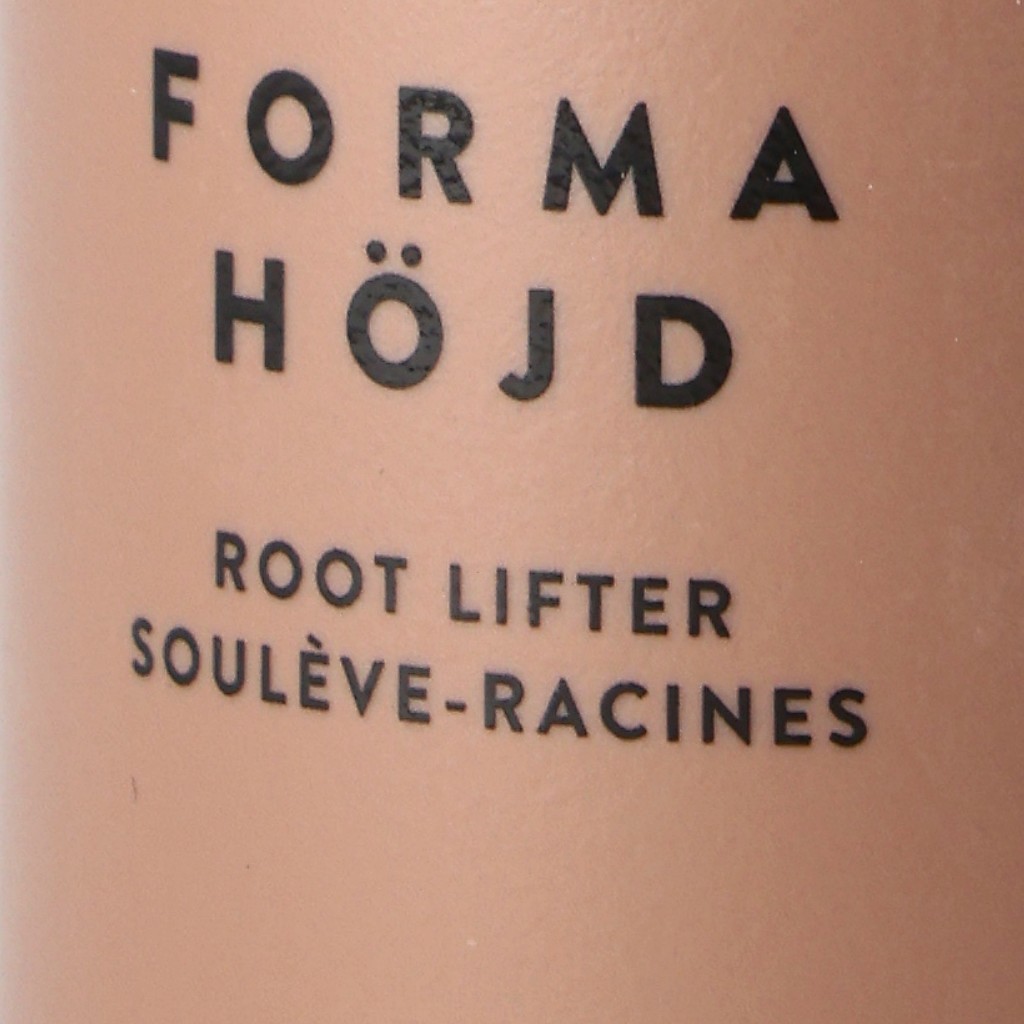 FORMA
HÖJD
ROOT LIFTER
SOULÈVE-RACINES